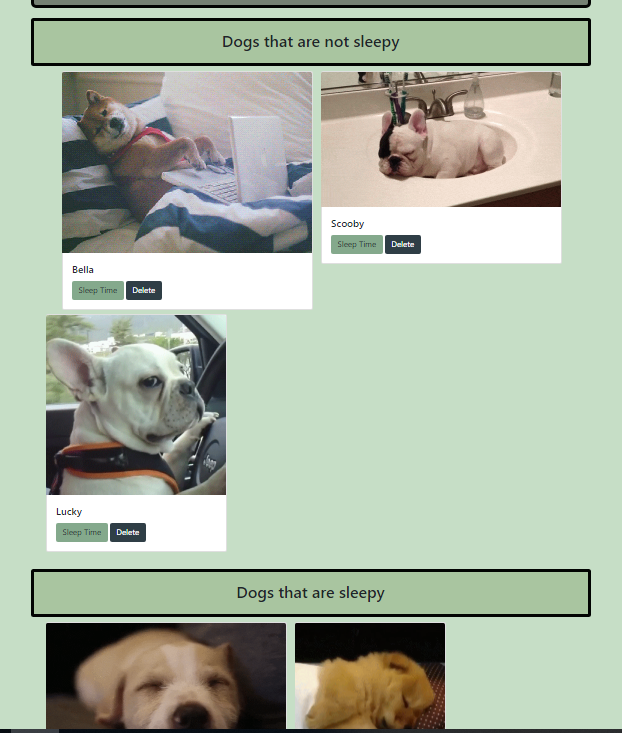 Dogs that are not sleepy
Bella
Sleep Time Delete
Scooby
Sleep Time Delete
Lucky
Sleep Time Delete
Dogs that are sleepy